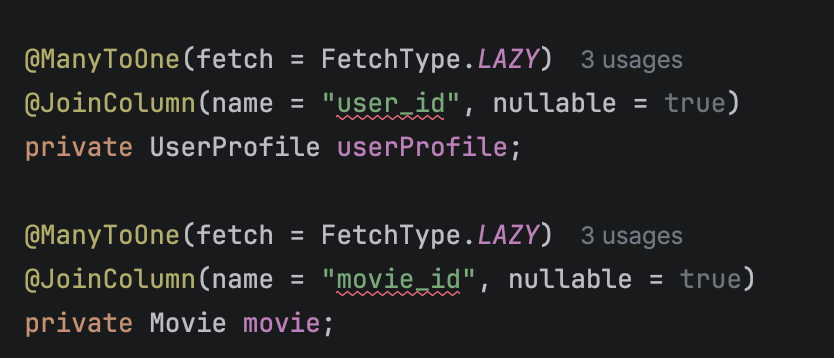 @ManyToOne(fetch = FetchType.LAZY) 3 usages
@JoinColumn(name = "user_id", nullable = true)
private UserProfile userProfile;
@ManyToOne(fetch = FetchType.LAZY) 3 usages
@JoinColumn(name = "movie_id", nullable = true)
private Movie movie;